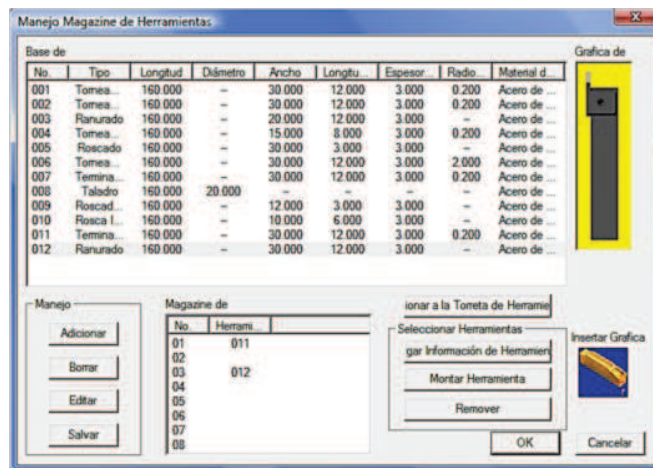 Manejo Magazine de Herramientas
Base de
Grafica de
No. Tipo Longitud Diámetro Ancho Longitu... Espesor... Radio... Material d...
001 Tornea... 160.000 – 30.000 12.000 3.000 0.200 Acero de ...
002 Tornea... 160.000 – 30.000 12.000 3.000 0.200 Acero de ...
003 Ranurado 160.000 – 20.000 12.000 3.000 – Acero de ...
004 Tornea... 160.000 – 15.000 8.000 3.000 0.200 Acero de ...
005 Roscado 160.000 – 30.000 3.000 3.000 – Acero de ...
006 Tornea... 160.000 – 30.000 12.000 3.000 2.000 Acero de ...
007 Termina... 160.000 – 30.000 12.000 3.000 0.200 Acero de ...
008 Taladro 160.000 20.000 – – – – Acero de ...
009 Roscad... 160.000 – 12.000 3.000 3.000 – Acero de ...
010 Rosca I... 160.000 – 10.000 6.000 3.000 – Acero de ...
011 Termina... 160.000 – 30.000 12.000 3.000 0.200 Acero de ...
012 Ranurado 160.000 – 30.000 12.000 3.000 – Acero de ...
Manejo
Adicionar
Borrar
Editar
Salvar
Magazine de
No. Herrami...
01 011
02
03 012
04
05
06
07
08
ionar a la Torreta de Herramie
Seleccionar Herramientas
gar Información de Herramien
Montar Herramienta
Remover
Insertar Grafica
OK
Cancelar